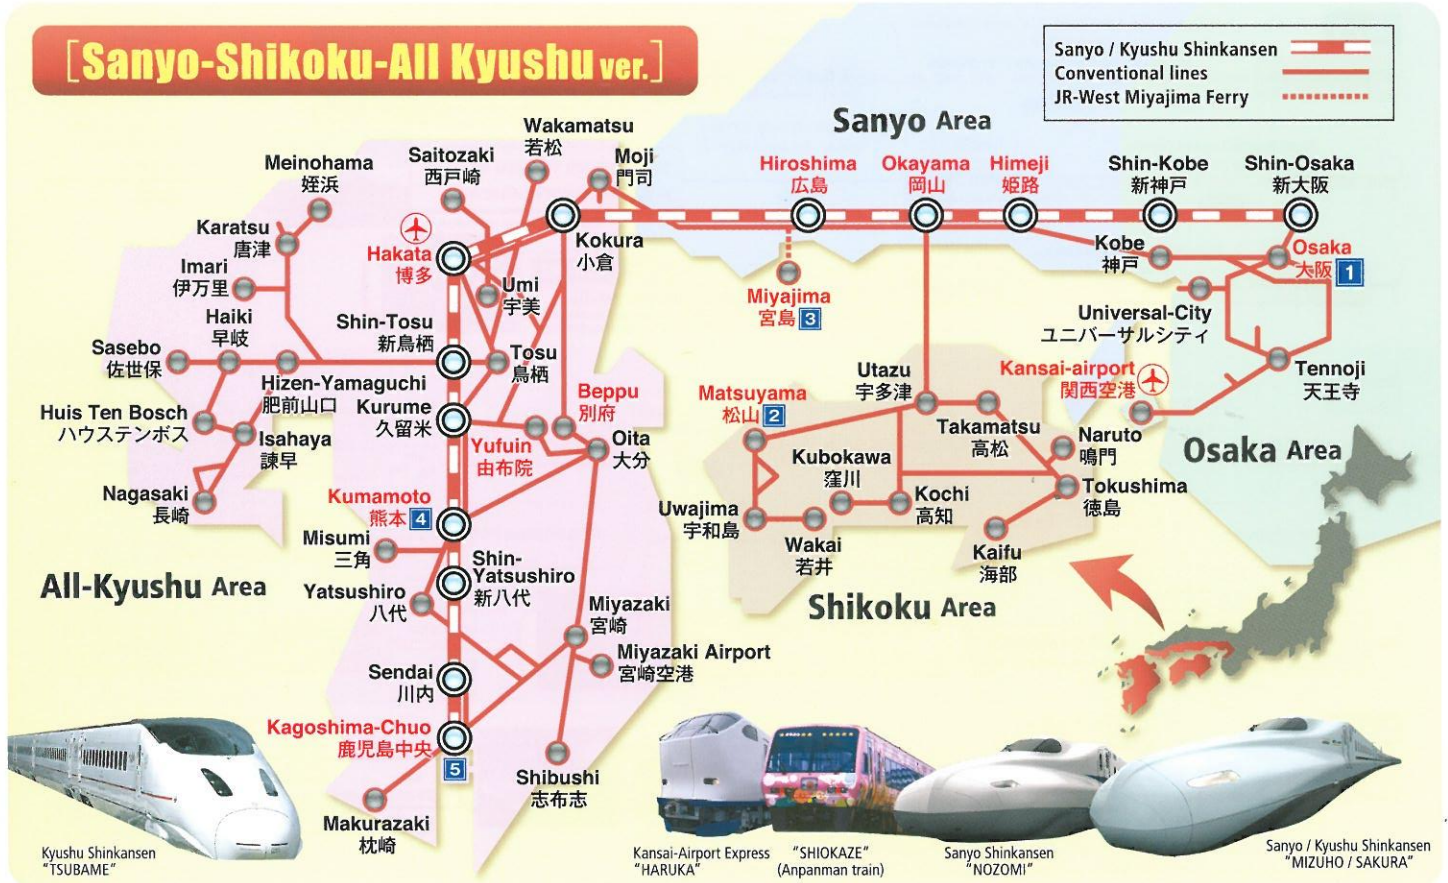 [Sanyo-Shikoku-All Kyushu ver.]
Sanyo / Kyushu Shinkansen
Conventional lines
JR-West Miyajima Ferry
Sanyo Area
Wakamatsu
若松
Meinohama
姪浜
Saitozaki
西戸崎
Moji
門司
Hiroshima
広島
Okayama
岡山
Himeji
姫路
Shin-Kobe
新神戸
Shin-Osaka
新大阪
Karatsu
唐津
Hakata
博多
Kokura
小倉
Kobe
神戸
Osaka
大阪 1
Imari
伊万里
Umi
宇美
Miyajima
宮島 3
Universal-City
ユニバーサルシティ
Haiki
早岐
Shin-Tosu
新鳥栖
Sasebo
佐世保
Tosu
鳥栖
Hizen-Yamaguchi
肥前山口
Utazu
宇多津
Kansai-airport
関西空港
Tennoji
天王寺
Huis Ten Bosch
ハウステンボス
Kurume
久留米
Beppu
別府
Matsuyama
松山 2
Takamatsu
高松
Naruto
鳴門
Osaka Area
Isahaya
諫早
Yufuin
由布院
Oita
大分
Kubokawa
窪川
Nagasaki
長崎
Kumamoto
熊本 4
Uwajima
宇和島
Kochi
高知
Tokushima
徳島
Misumi
三角
Wakai
若井
Kaifu
海部
All-Kyushu Area
Shin-
Yatsushiro
新八代
Yatsushiro
八代
Shikoku Area
Miyazaki
宮崎
Miyazaki Airport
宮崎空港
Sendai
川内
Kagoshima-Chuo
鹿児島中央
5
Shibushi
志布志
Makurazaki
枕崎
Kyushu Shinkansen
"TSUBAME"
Kansai-Airport Express
"HARUKA"
"SHIOKAZE"
(Anpanman train)
Sanyo Shinkansen
"NOZOMI"
Sanyo / Kyushu Shinkansen
"MIZUHO / SAKURA"